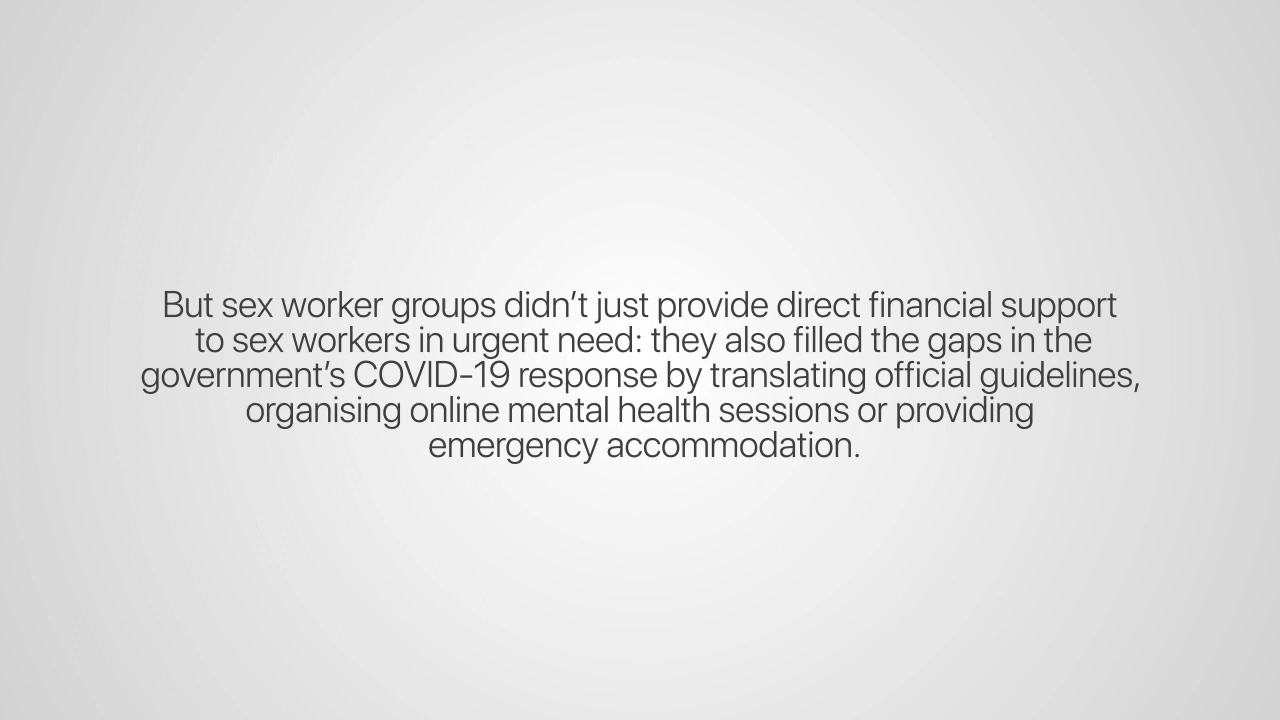 But sex worker groups didn’t just provide direct financial support
to sex workers in urgent need: they also filled the gaps in the
government’s COVID-19 response by translating official guidelines,
organising online mental health sessions or providing
emergency accommodation.